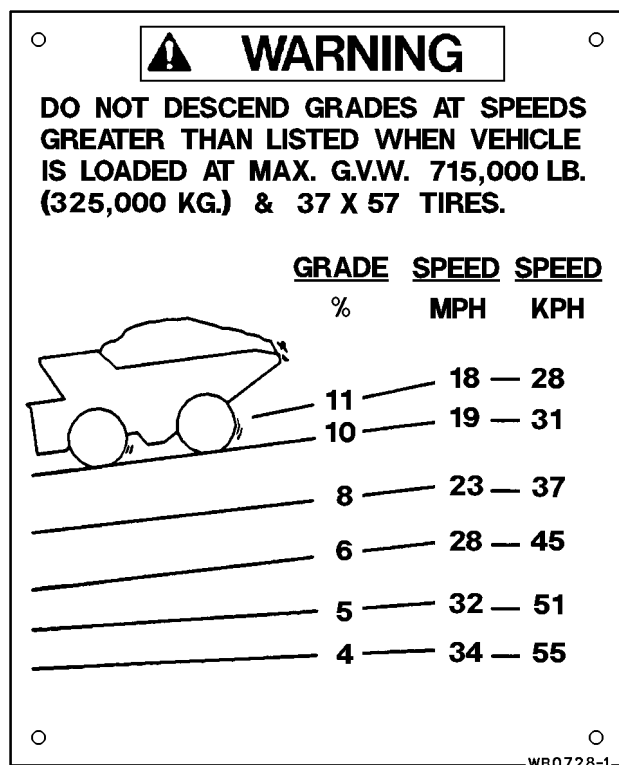 WARNING
DO NOT DESCEND GRADES AT SPEEDS
GREATER THAN LISTED WHEN VEHICLE
IS LOADED AT MAX. G.V.W. 715,000 LB.
(325,000 KG.) & 37 X 57 TIRES.
GRADE SPEED SPEED
% MPH KPH
11 18 — 28
10 19 — 31
8 23 — 37
6 28 — 45
5 32 — 51
4 34 — 55
WB0728-1